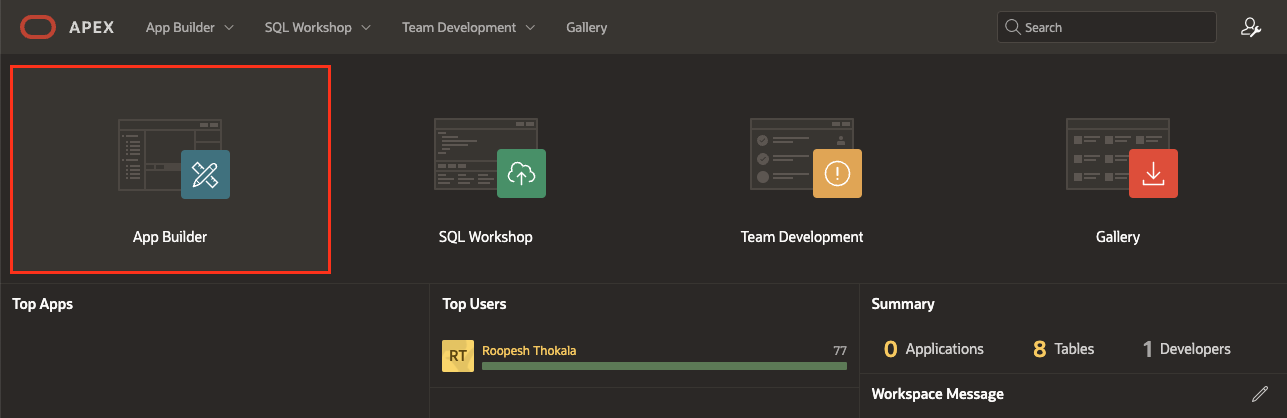 APEX App Builder SQL Workshop Team Development Gallery Search
App Builder SQL Workshop Team Development Gallery
Top Apps
Top Users
RT Roopesh Thokala 77
Summary
0 Applications 8 Tables 1 Developers
Workspace Message